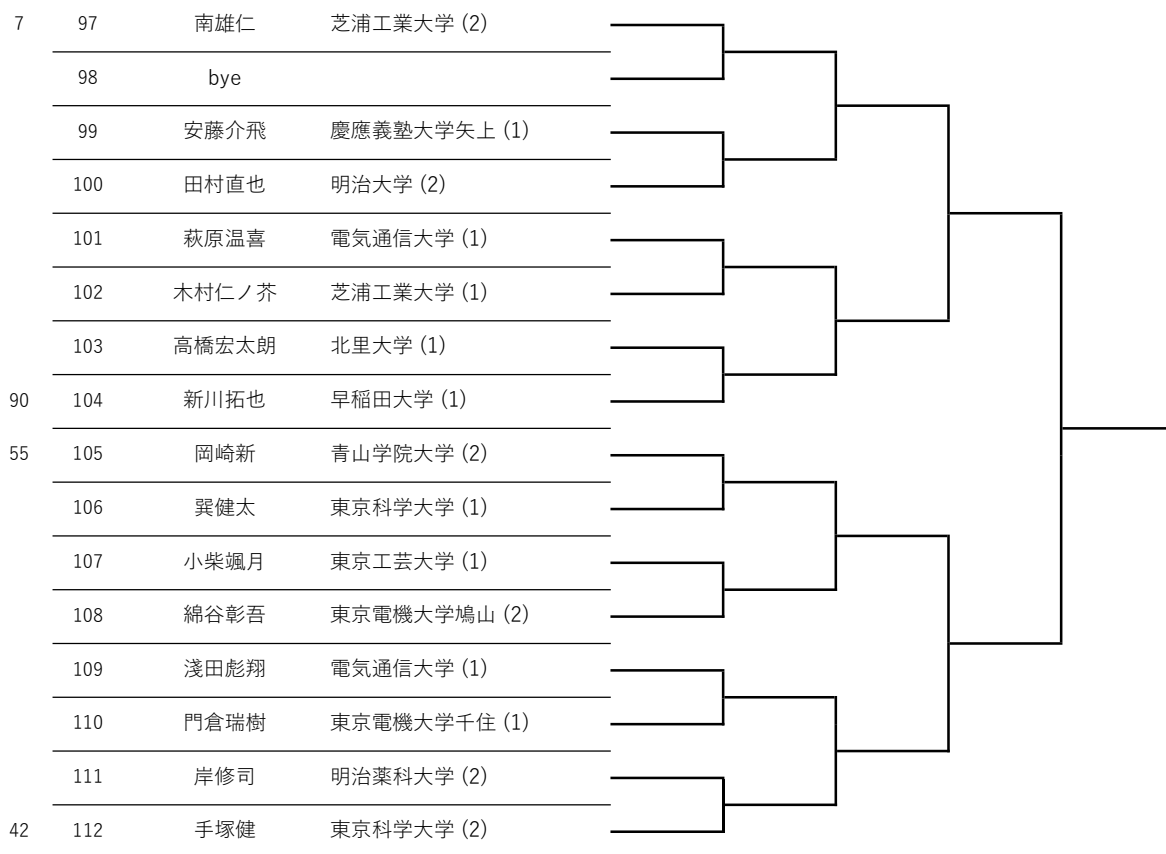 7 97 南雄仁 芝浦工業大学 (2)
98 bye
99 安藤介飛 慶應義塾大学矢上 (1)
100 田村直也 明治大学 (2)
101 萩原温喜 電気通信大学 (1)
102 木村仁ノ芥 芝浦工業大学 (1)
103 高橋宏太朗 北里大学 (1)
90 104 新川拓也 早稲田大学 (1)
55 105 岡崎新 青山学院大学 (2)
106 巽健太 東京科学大学 (1)
107 小柴颯月 東京工芸大学 (1)
108 綿谷彰吾 東京電機大学鳩山 (2)
109 淺田彪翔 電気通信大学 (1)
110 門倉瑞樹 東京電機大学千住 (1)
111 岸修司 明治薬科大学 (2)
42 112 手塚健 東京科学大学 (2)